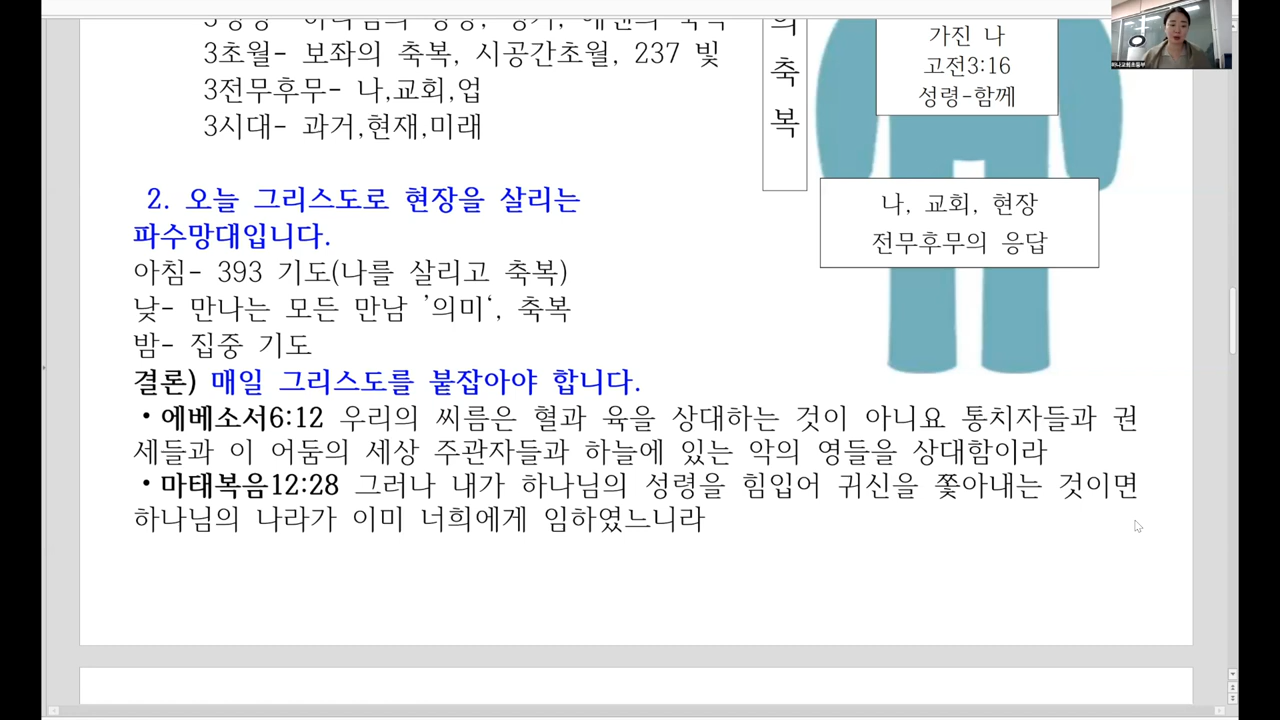 3초월- 보좌의 축복, 시공간초월, 237 빛
3전무후무- 나,교회,업
3시대- 과거,현재,미래
의
축
복
가진 나
고전3:16
성령-함께
나, 교회, 현장
전무후무의 응답
2. 오늘 그리스도로 현장을 살리는
파수망대입니다.
아침- 393 기도(나를 살리고 축복)
낮- 만나는 모든 만남 ’의미‘, 축복
밤- 집중 기도
결론) 매일 그리스도를 붙잡아야 합니다.
・에베소서6:12 우리의 씨름은 혈과 육을 상대하는 것이 아니요 통치자들과 권
세들과 이 어둠의 세상 주관자들과 하늘에 있는 악의 영들을 상대함이라
・마태복음12:28 그러나 내가 하나님의 성령을 힘입어 귀신을 쫓아내는 것이면
하나님의 나라가 이미 너희에게 임하였느니라